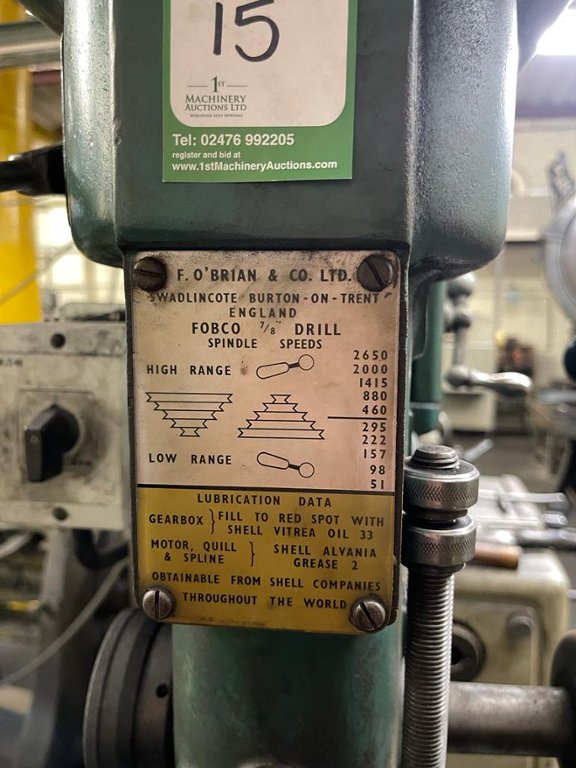 15
1ST
MACHINERY
AUCTIONS LTD
Tel: 02476 992205
register and bid at
www.1stMachineryAuctions.com
F. O'BRIAN & CO. LTD.
SWADLINCOTE BURTON-ON-TRENT
ENGLAND
FOBCO 7/8" DRILL
SPINDLE SPEEDS
HIGH RANGE
2650
2000
1415
880
460
295
222
157
98
51
LOW RANGE
LUBRICATION DATA
GEARBOX } FILL TO RED SPOT WITH
SHELL VITREA OIL 33
MOTOR, QUILL
& SPLINE } SHELL ALVANIA
GREASE 2
OBTAINABLE FROM SHELL COMPANIES
THROUGHOUT THE WORLD